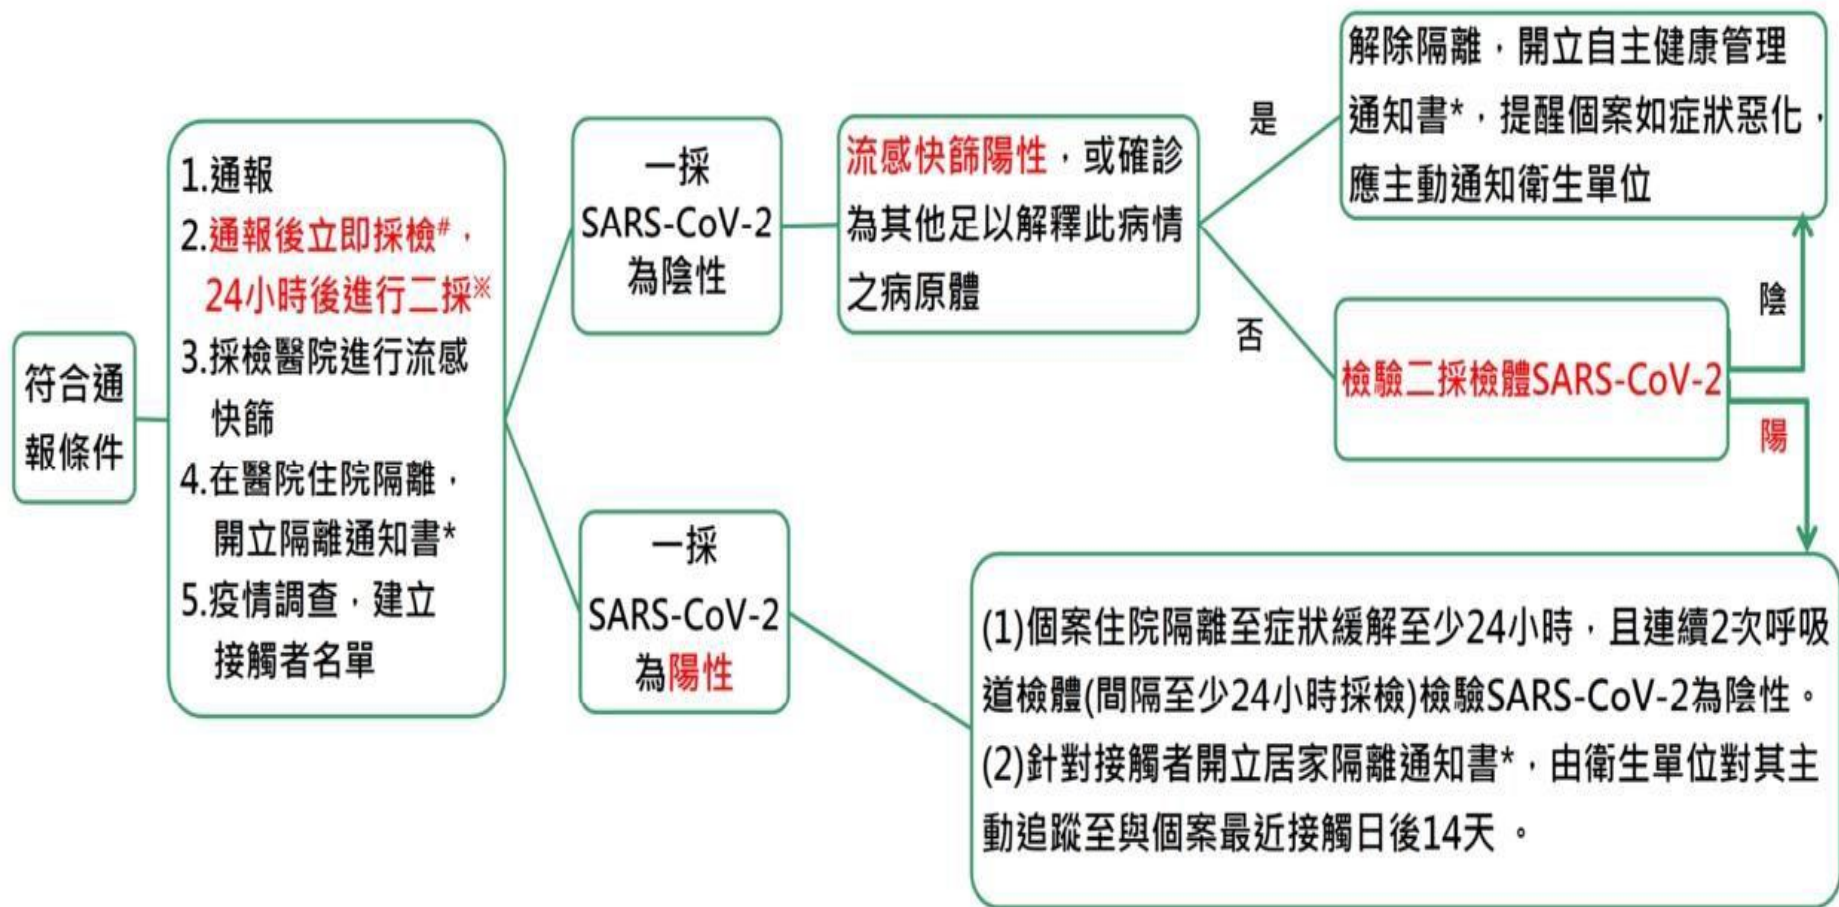 符合通
報條件
1.通報
2.通報後立即採檢#，
24小時後進行二採※
3.採檢醫院進行流感
快篩
4.在醫院住院隔離，
開立隔離通知書*
5.疫情調查，建立
接觸者名單
一採
SARS-CoV-2
為陰性
流感快篩陽性，或確診
為其他足以解釋此病情
之病原體
是
解除隔離，開立自主健康管理
通知書*，提醒個案如症狀惡化，
應主動通知衛生單位
否
檢驗二採檢體SARS-CoV-2
陰
陽
一採
SARS-CoV-2
為陽性
(1)個案住院隔離至症狀緩解至少24小時，且連續2次呼吸
道檢體(間隔至少24小時採檢)檢驗SARS-CoV-2為陰性。
(2)針對接觸者開立居家隔離通知書*，由衛生單位對其主
動追蹤至與個案最近接觸日後14天 。